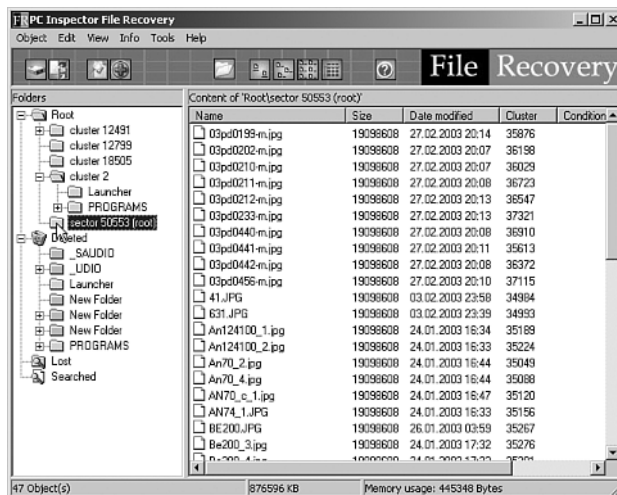 FR PC Inspector File Recovery
Object Edit View Info Tools Help
File Recovery
Folders
Root
cluster 12491
cluster 12799
cluster 18505
cluster 2
Launcher
PROGRAMS
sector 50553 (root)
Deleted
_SAUDIO
_UDIO
Launcher
New Folder
New Folder
New Folder
PROGRAMS
Lost
Searched
Content of 'Root\sector 50553 (root)'
Name Size Date modified Cluster Condition
03pd0199-m.jpg 19098608 27.02.2003 20:14 35876
03pd0202-m.jpg 19098608 27.02.2003 20:07 36198
03pd0210-m.jpg 19098608 27.02.2003 20:07 36029
03pd0211-m.jpg 19098608 27.02.2003 20:08 36723
03pd0212-m.jpg 19098608 27.02.2003 20:13 36547
03pd0233-m.jpg 19098608 27.02.2003 20:13 37321
03pd0440-m.jpg 19098608 27.02.2003 20:08 36910
03pd0441-m.jpg 19098608 27.02.2003 20:11 35613
03pd0442-m.jpg 19098608 27.02.2003 20:08 36372
03pd0456-m.jpg 19098608 27.02.2003 20:10 37115
41.JPG 19098608 03.02.2003 23:58 34984
631.JPG 19098608 03.02.2003 23:39 34993
An124100_1.jpg 19098608 24.01.2003 16:34 35189
An124100_2.jpg 19098608 24.01.2003 16:33 35224
An70_2.jpg 19098608 24.01.2003 16:44 35049
An70_4.jpg 19098608 24.01.2003 16:44 35088
AN70_c_1.jpg 19098608 24.01.2003 16:47 35120
AN74_1.JPG 19098608 24.01.2003 16:33 35156
BE200.JPG 19098608 26.01.2003 03:59 35267
Be200_3.jpg 19098608 24.01.2003 17:32 35276
47 Object(s) 876596 KB Memory usage: 445348 Bytes